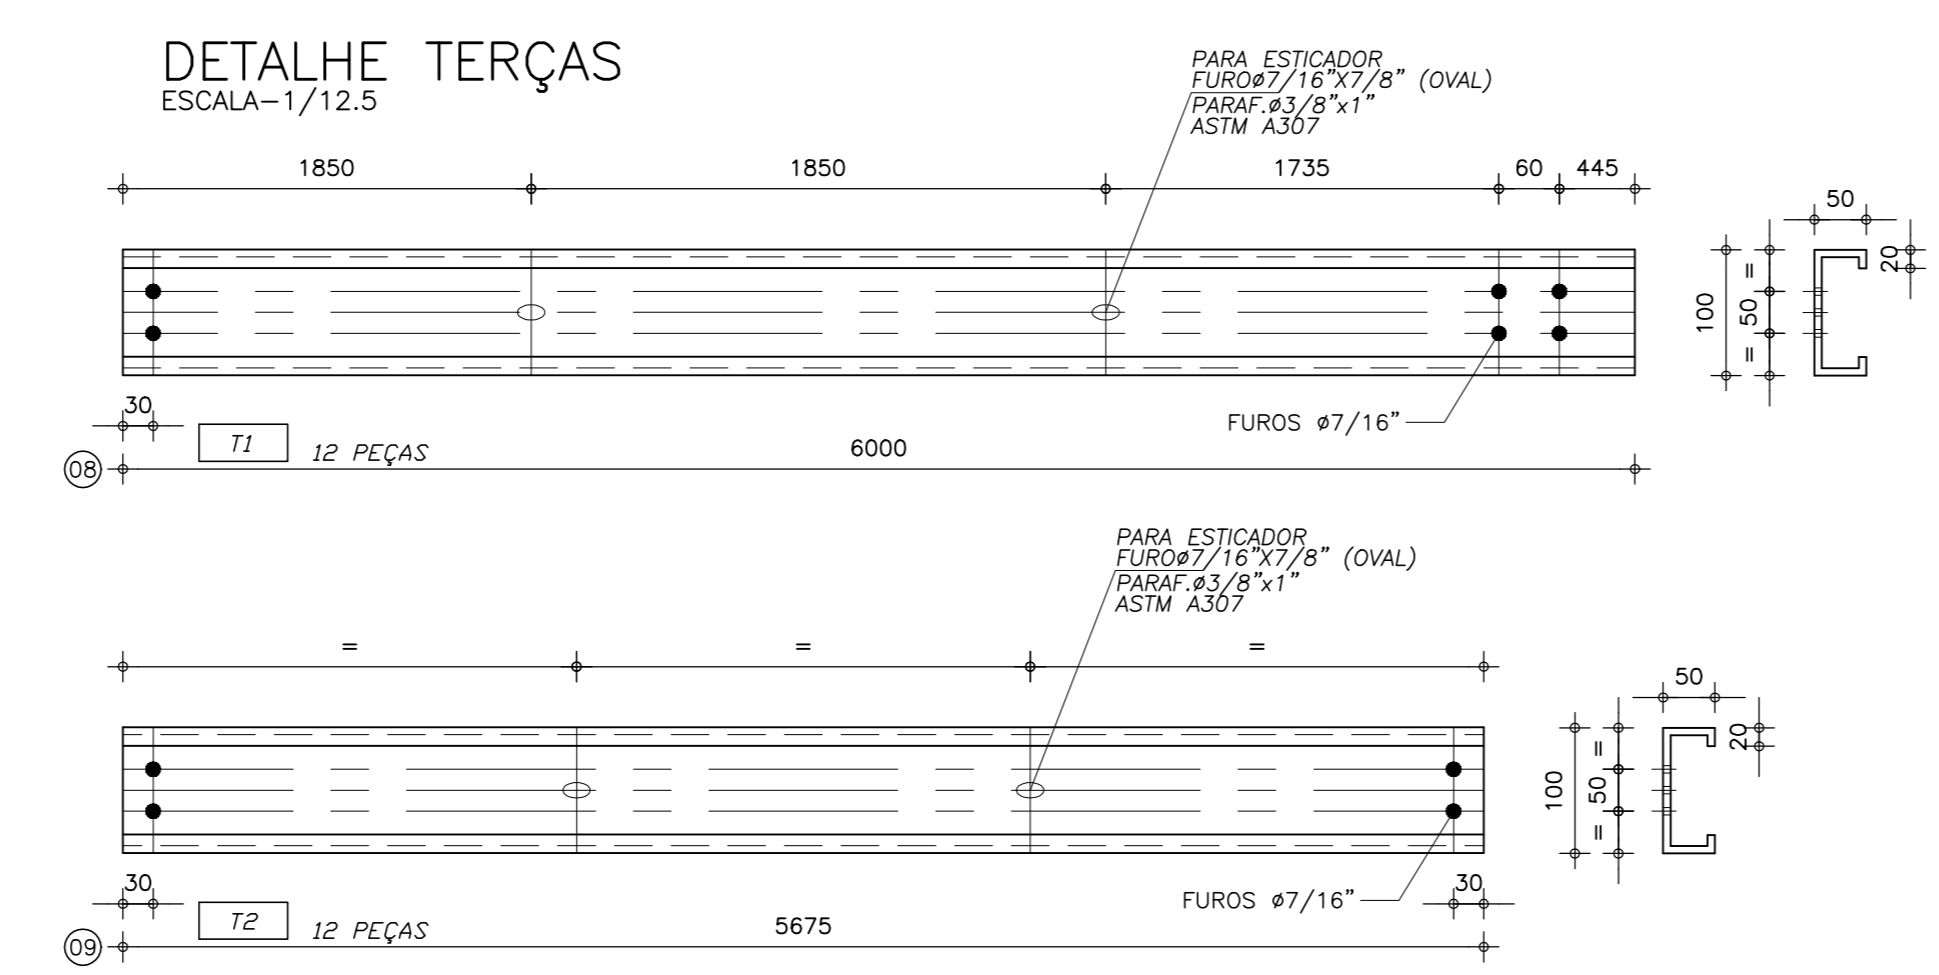 DETALHE TERÇAS
ESCALA-1/12.5
PARA ESTICADOR
FUROø7/16"X7/8" (OVAL)
PARAF.ø3/8"x1"
ASTM A307
1850 1850 1735 60 445
50
20
100
= 50 =
30
FUROS ø7/16"
T1 12 PEÇAS
6000
08
PARA ESTICADOR
FUROø7/16"X7/8" (OVAL)
PARAF.ø3/8"x1"
ASTM A307
= = =
50
20
100
= 50 =
30 30
FUROS ø7/16"
T2 12 PEÇAS
5675
09